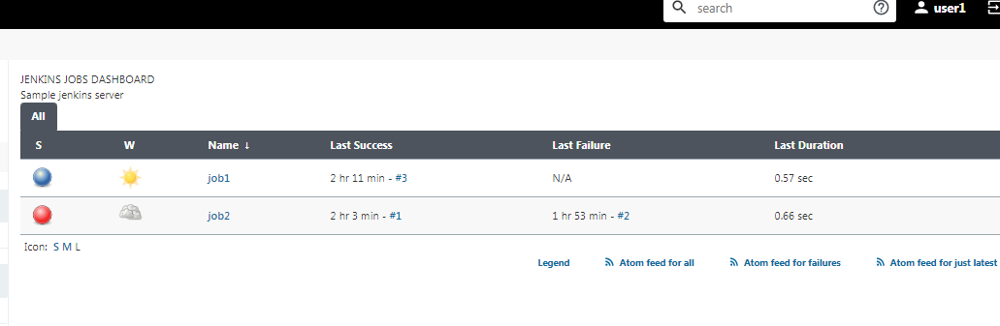 search user1
JENKINS JOBS DASHBOARD
Sample jenkins server
All
S W Name ↓ Last Success Last Failure Last Duration
job1 2 hr 11 min - #3 N/A 0.57 sec
job2 2 hr 3 min - #1 1 hr 53 min - #2 0.66 sec
Icon: S M L
Legend Atom feed for all Atom feed for failures Atom feed for just latest